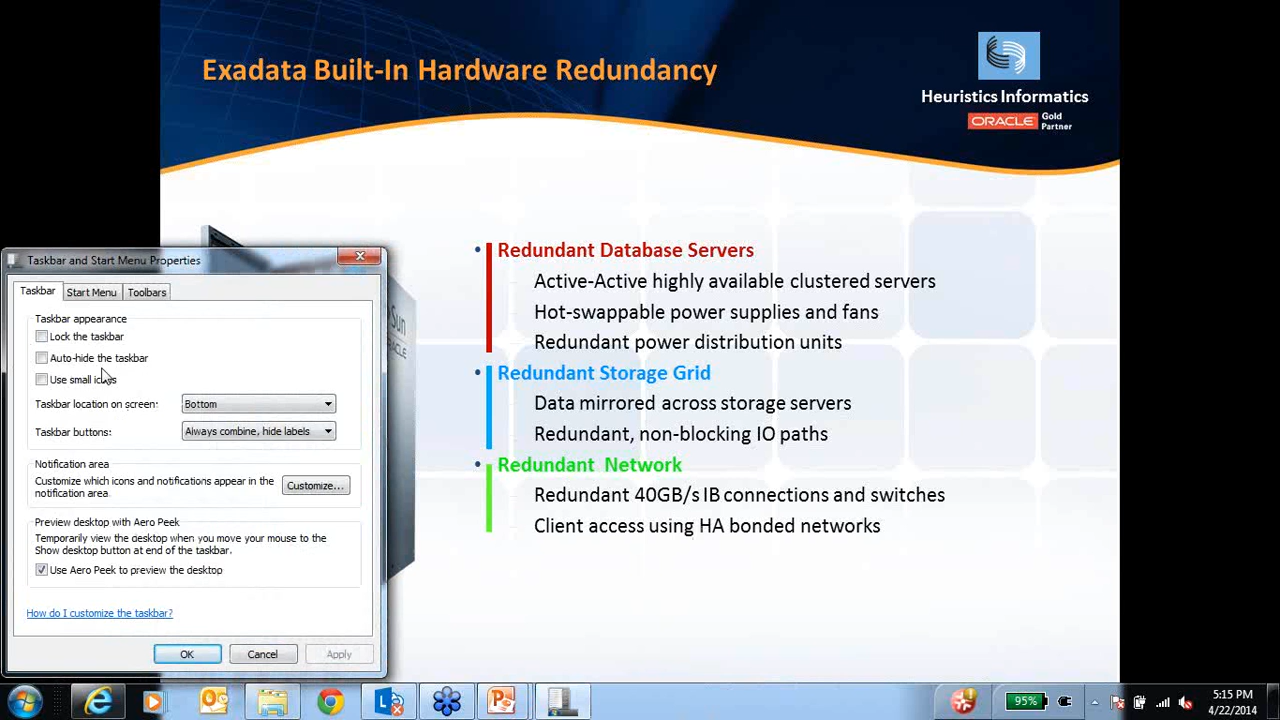 Exadata Built-In Hardware Redundancy
Heuristics Informatics
ORACLE Gold Partner
Redundant Database Servers
Active-Active highly available clustered servers
Hot-swappable power supplies and fans
Redundant power distribution units
Redundant Storage Grid
Data mirrored across storage servers
Redundant, non-blocking IO paths
Redundant Network
Redundant 40GB/s IB connections and switches
Client access using HA bonded networks
Sun
ORACLE
Taskbar and Start Menu Properties
Taskbar Start Menu Toolbars
Taskbar appearance
Lock the taskbar
Auto-hide the taskbar
Use small icons
Taskbar location on screen: Bottom
Taskbar buttons: Always combine, hide labels
Notification area
Customize which icons and notifications appear in the
notification area.
Customize...
Preview desktop with Aero Peek
Temporarily view the desktop when you move your mouse to the
Show desktop button at end of the taskbar.
Use Aero Peek to preview the desktop
How do I customize the taskbar?
OK Cancel Apply
95%
5:15 PM
4/22/2014